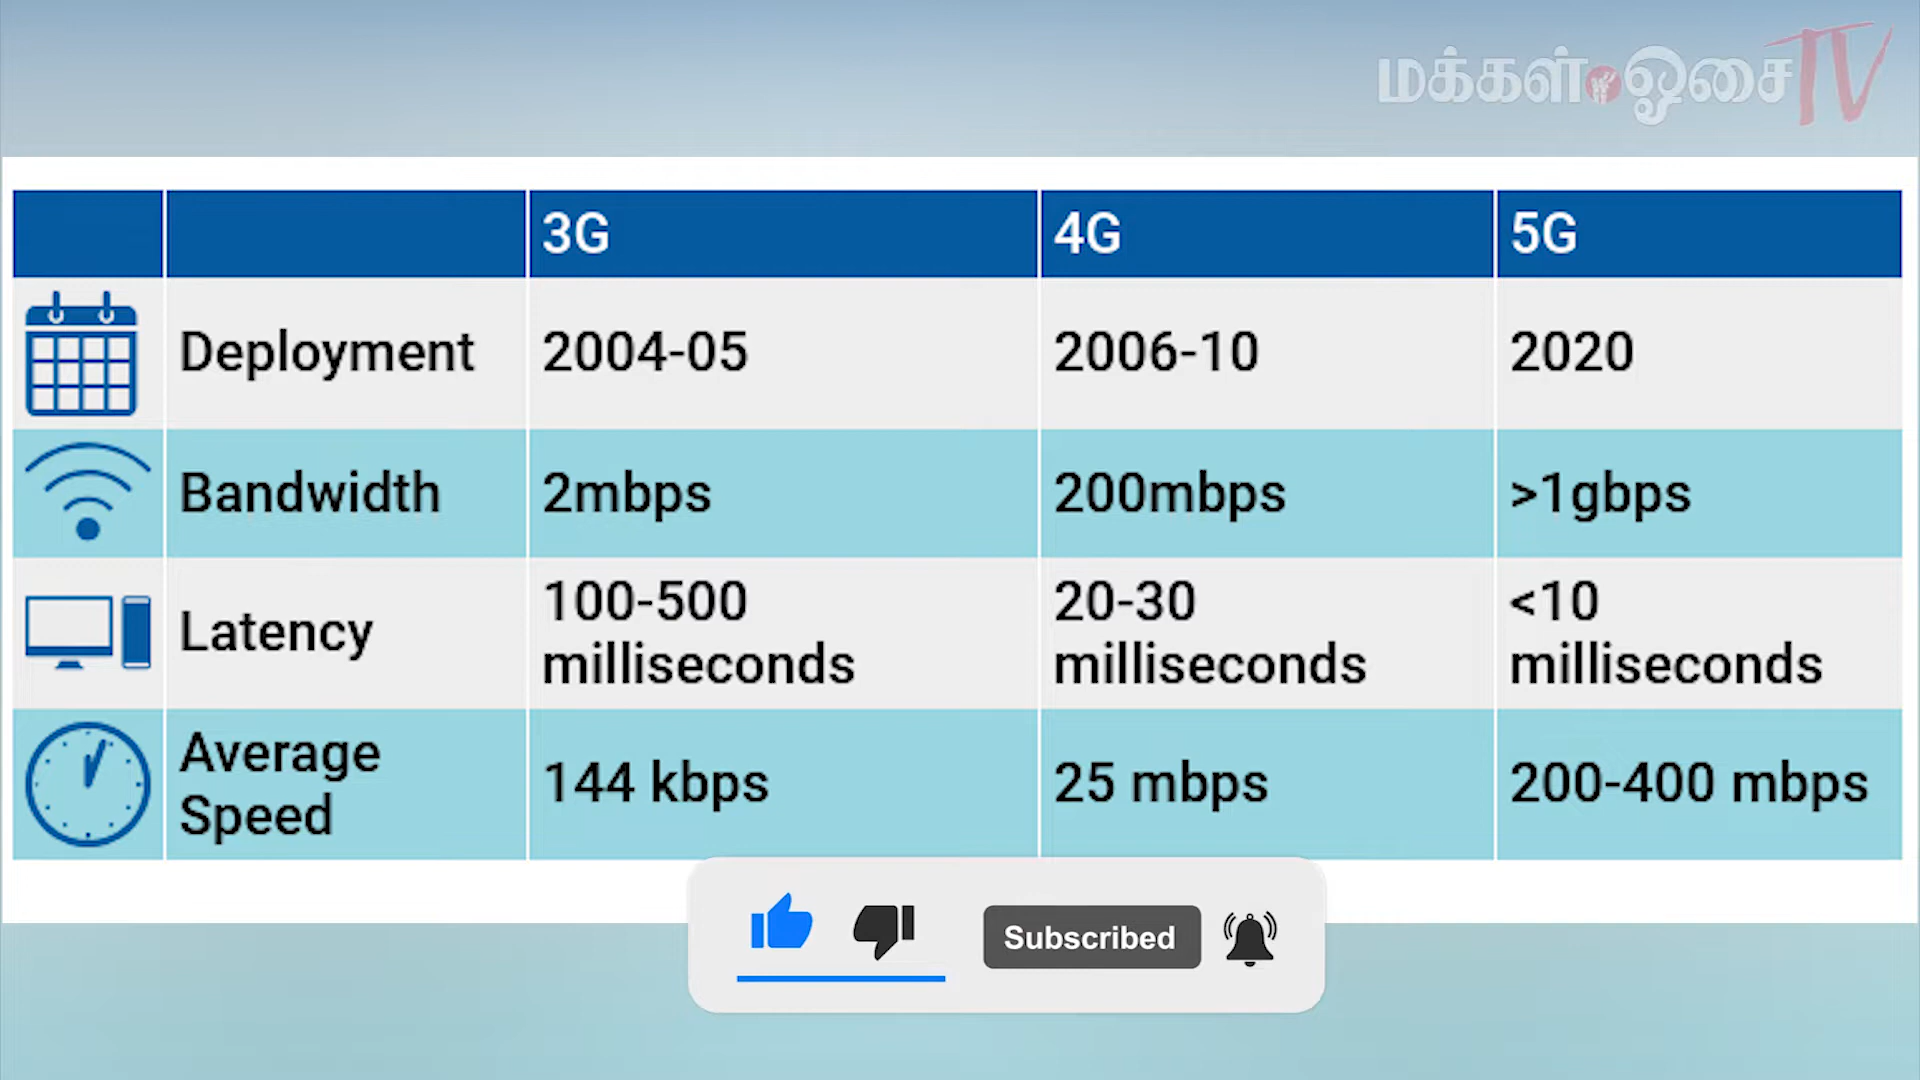 மக்கள் ஓசை TV
3G 4G 5G
Deployment 2004-05 2006-10 2020
Bandwidth 2mbps 200mbps >1gbps
Latency 100-500 milliseconds 20-30 milliseconds <10 milliseconds
Average Speed 144 kbps 25 mbps 200-400 mbps
Subscribed